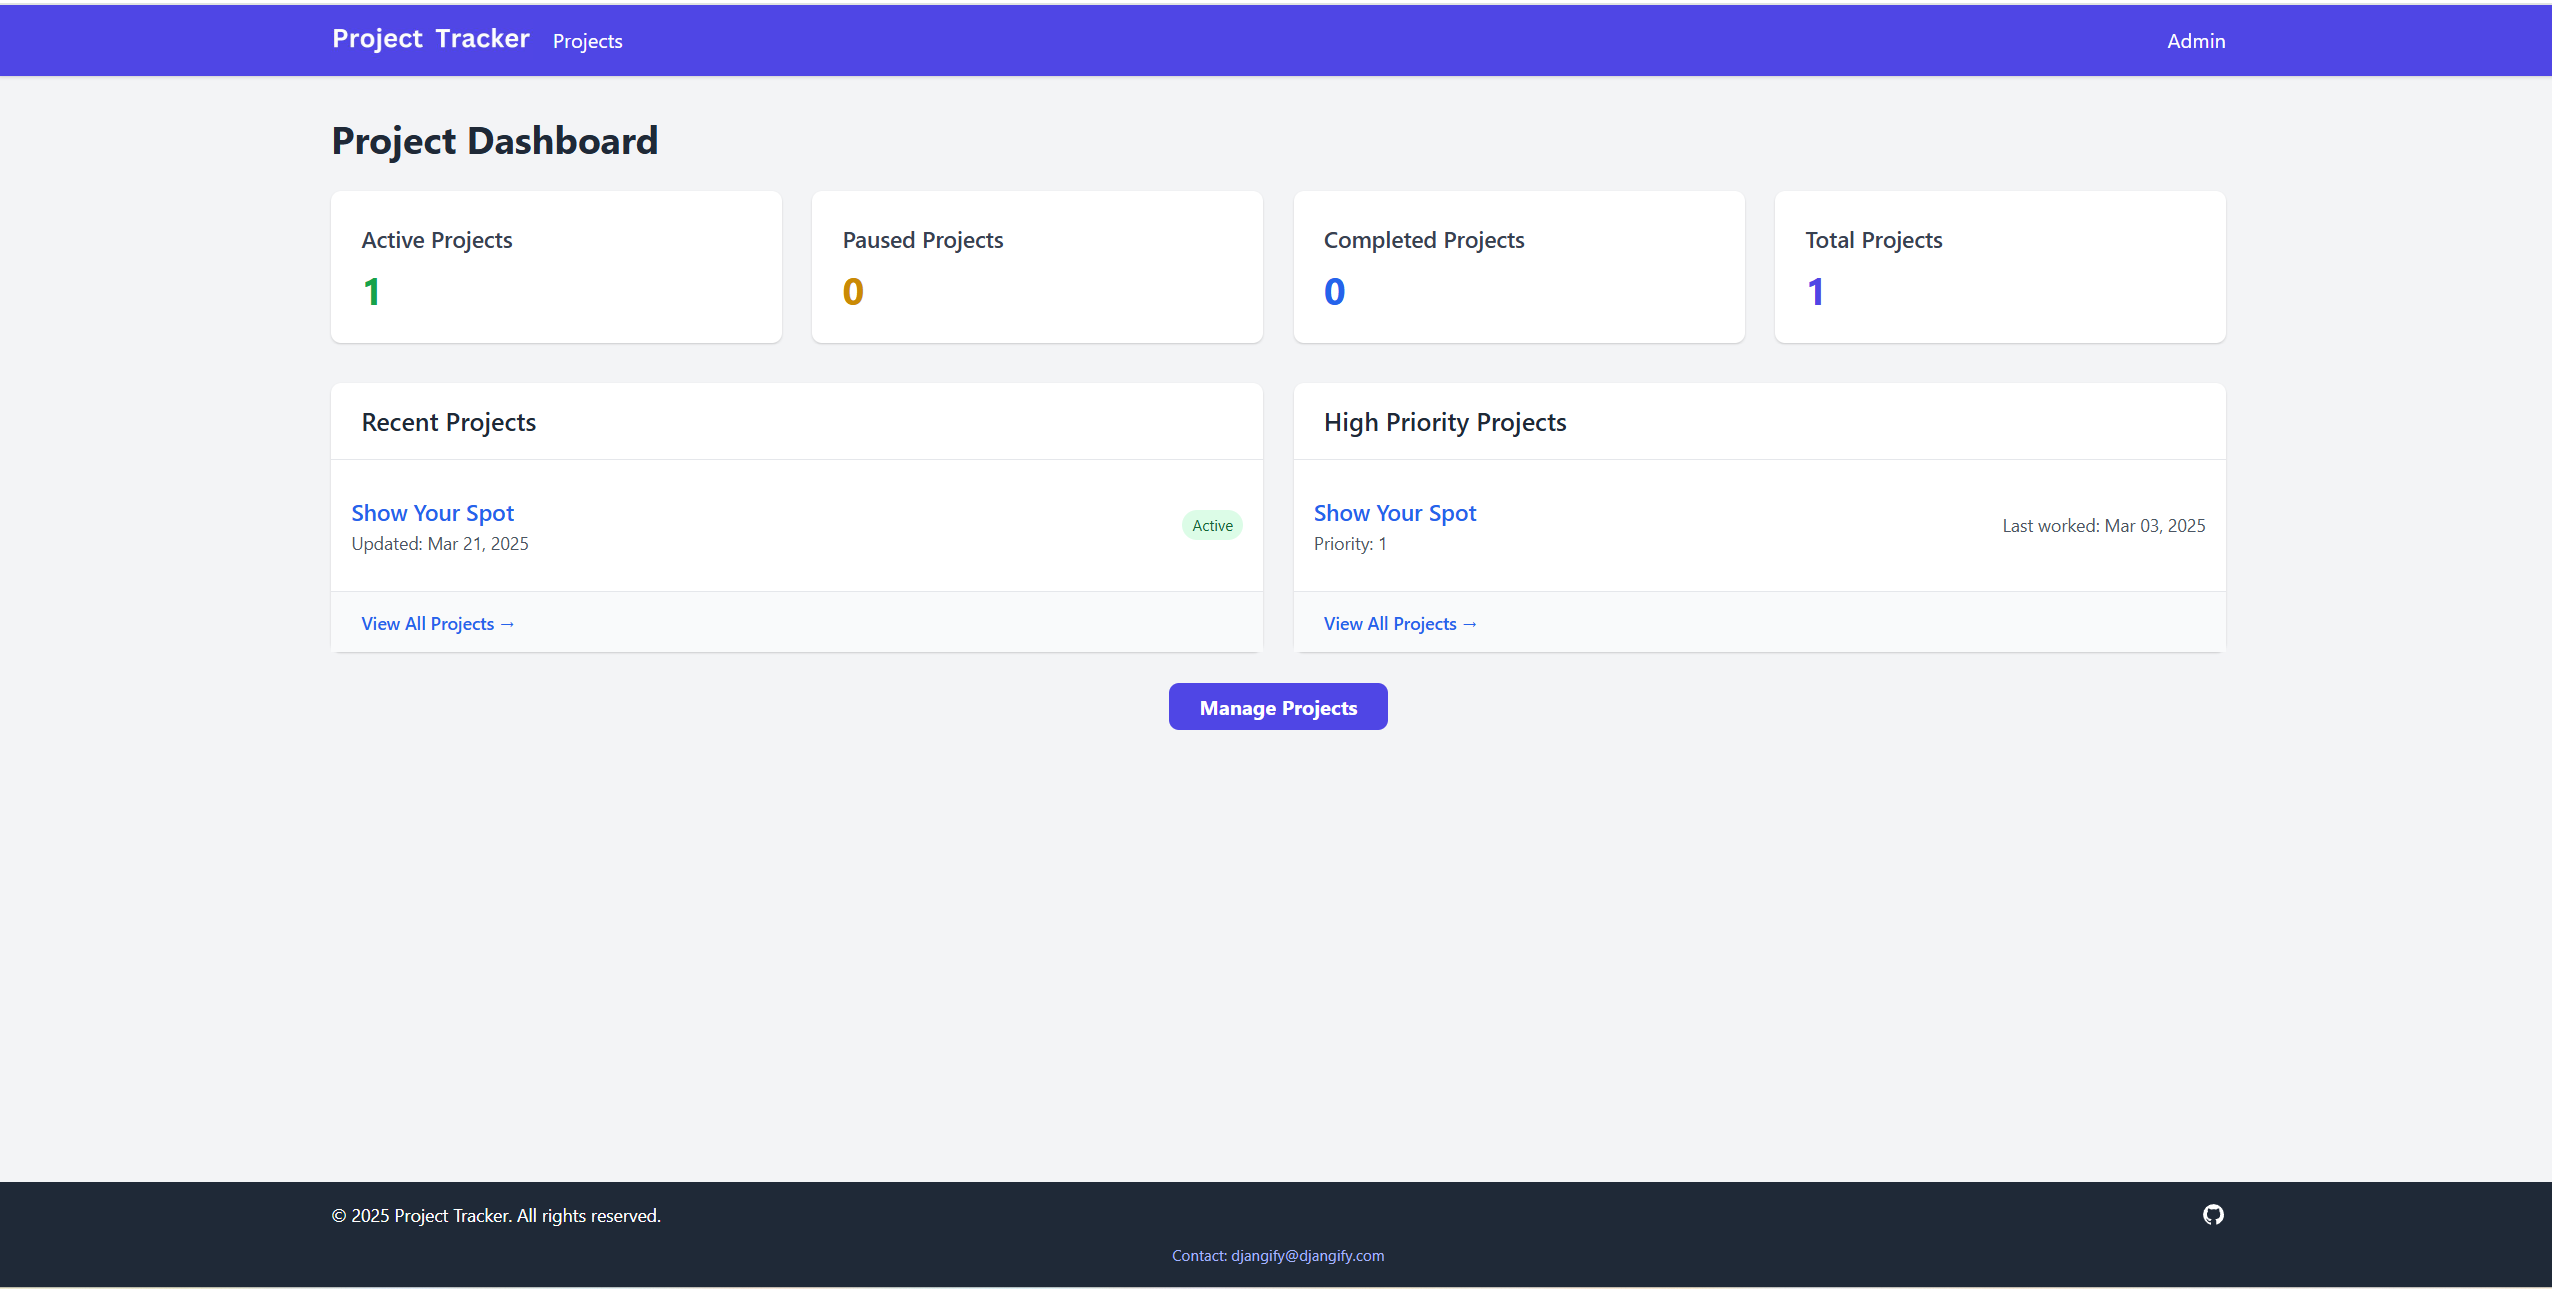 Project Tracker Projects Admin
Project Dashboard
Active Projects
1
Paused Projects
0
Completed Projects
0
Total Projects
1
Recent Projects
Show Your Spot
Updated: Mar 21, 2025
Active
View All Projects →
High Priority Projects
Show Your Spot
Priority: 1
Last worked: Mar 03, 2025
View All Projects →
Manage Projects
© 2025 Project Tracker. All rights reserved.
Contact: djangify@djangify.com